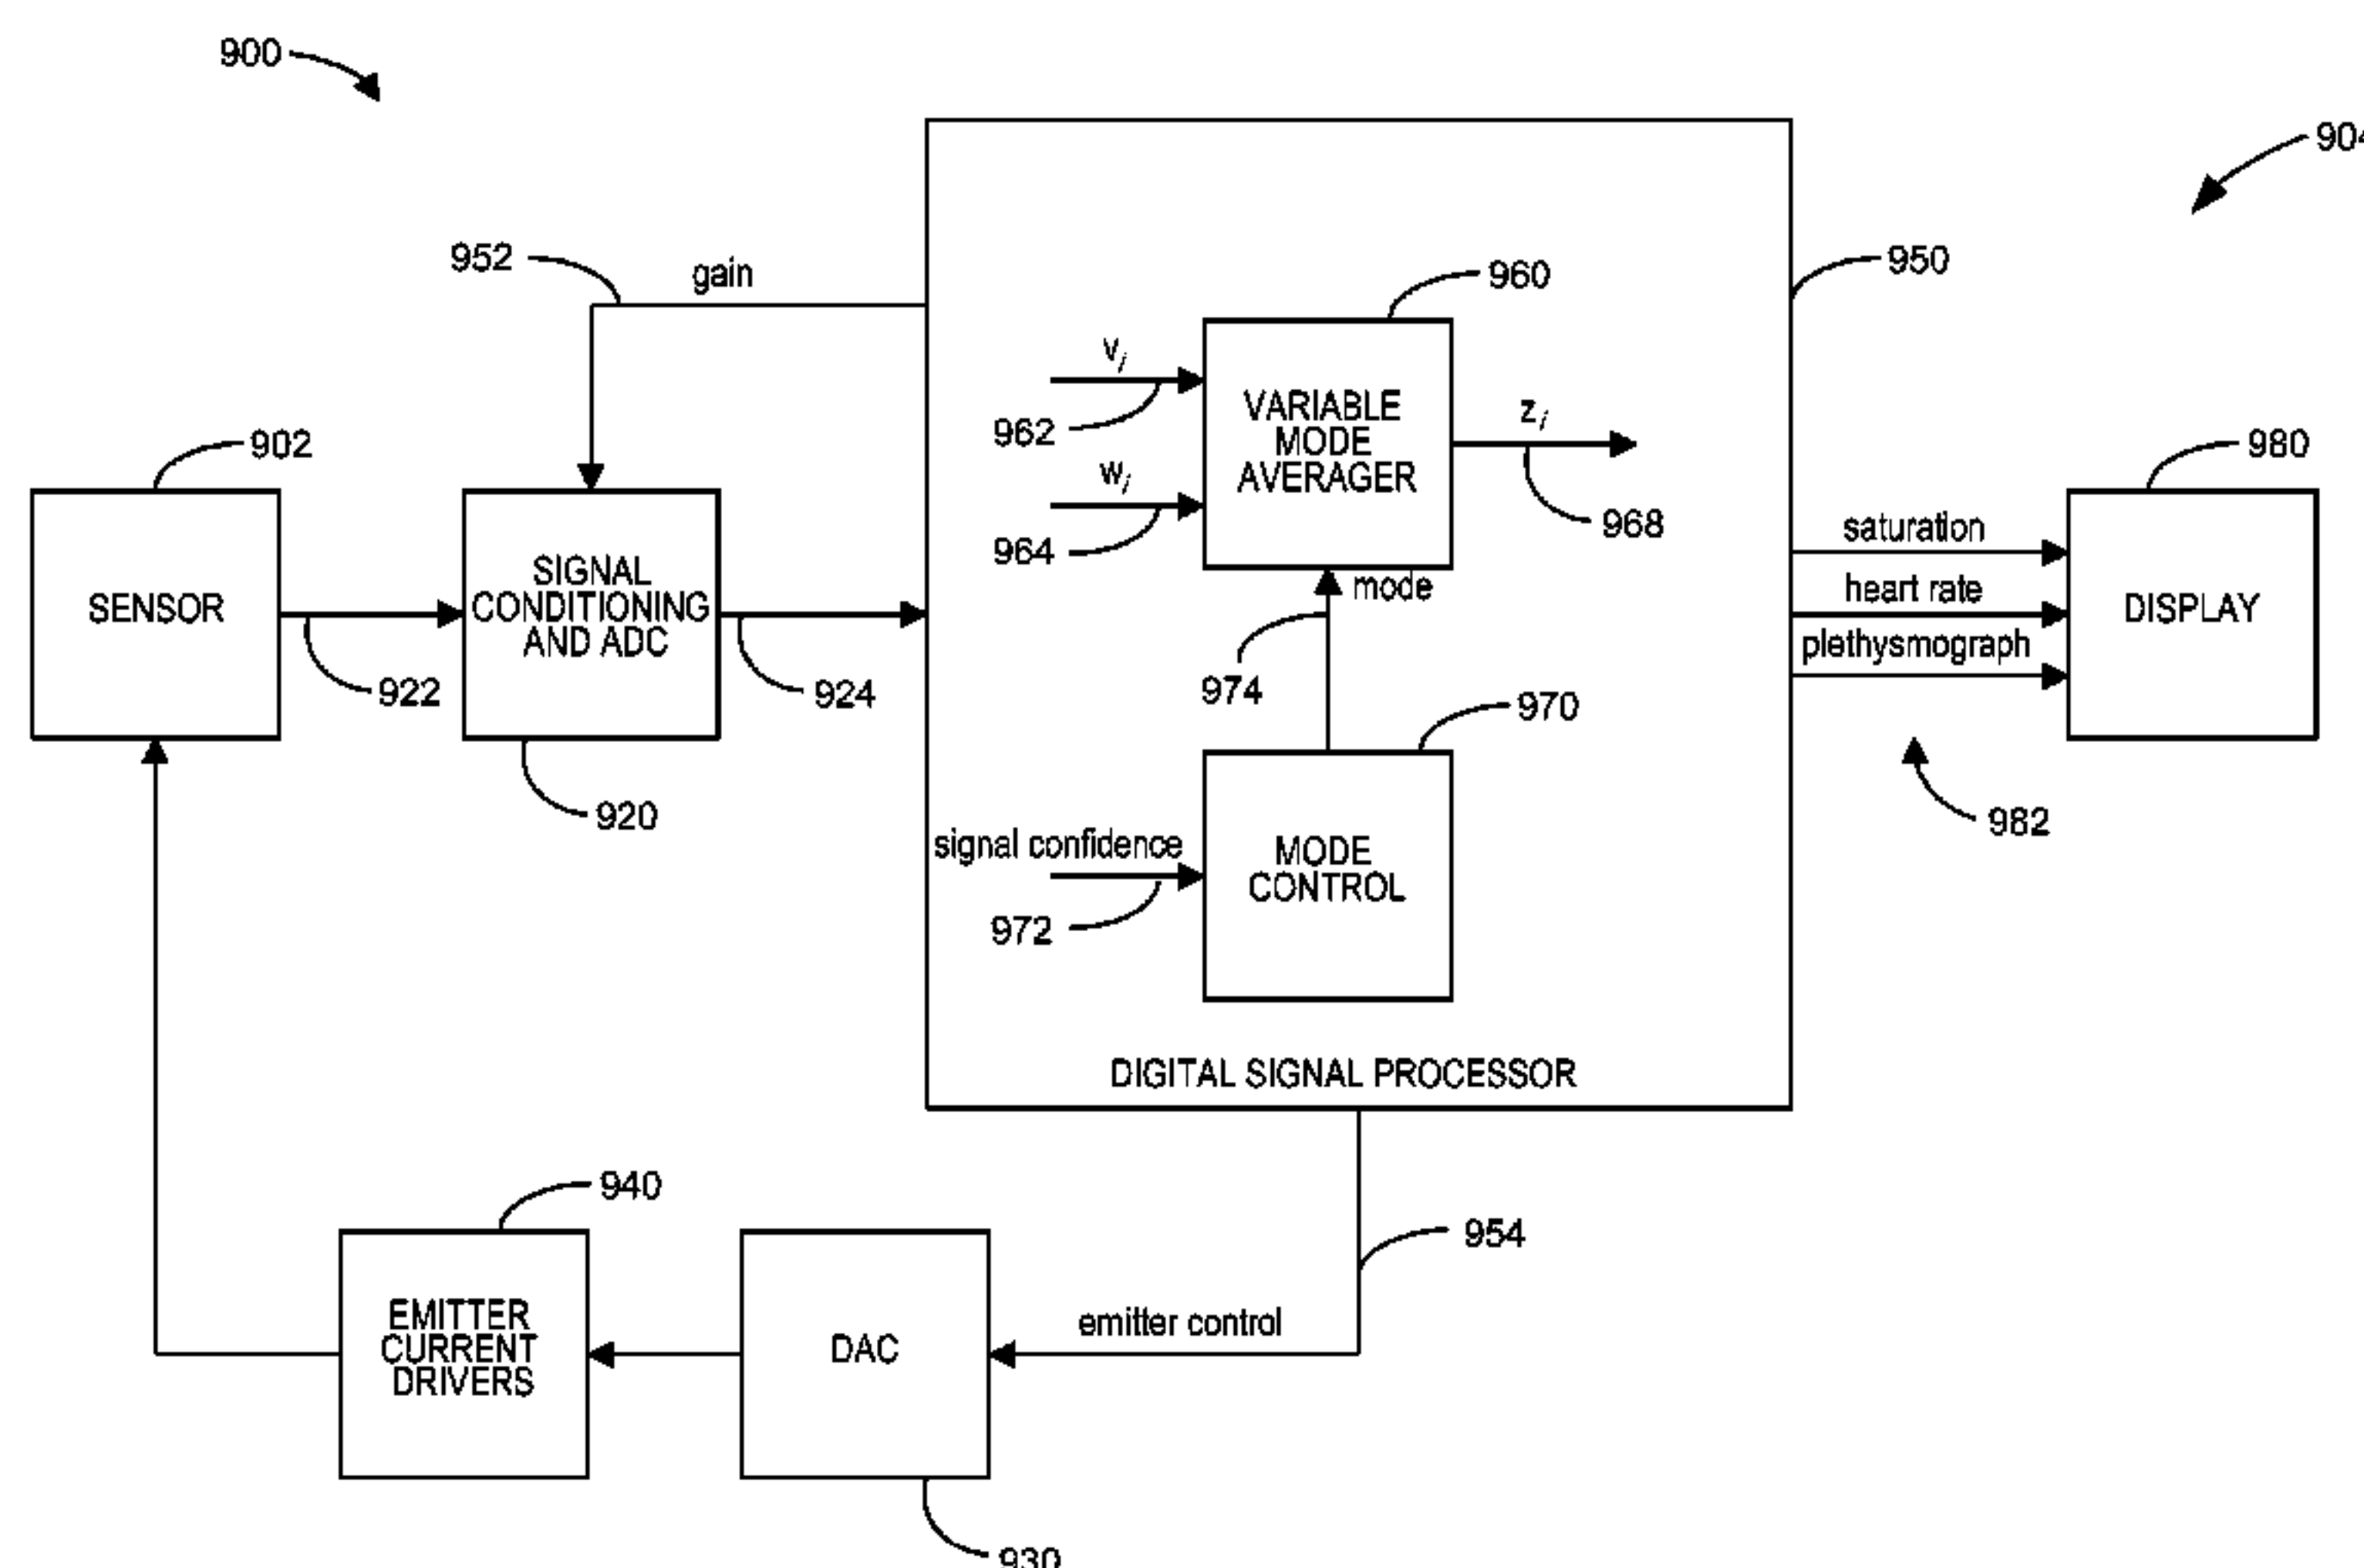 900
904
952
gain
950
960
v i
962
VARIABLE
MODE
AVERAGER
z i
968
w i
964
902
980
SENSOR
SIGNAL
CONDITIONING
AND ADC
922
924
saturation
heart rate
plethysmograph
DISPLAY
mode
974
970
920
982
signal confidence
972
MODE
CONTROL
DIGITAL SIGNAL PROCESSOR
940
954
EMITTER
CURRENT
DRIVERS
DAC
emitter control
930